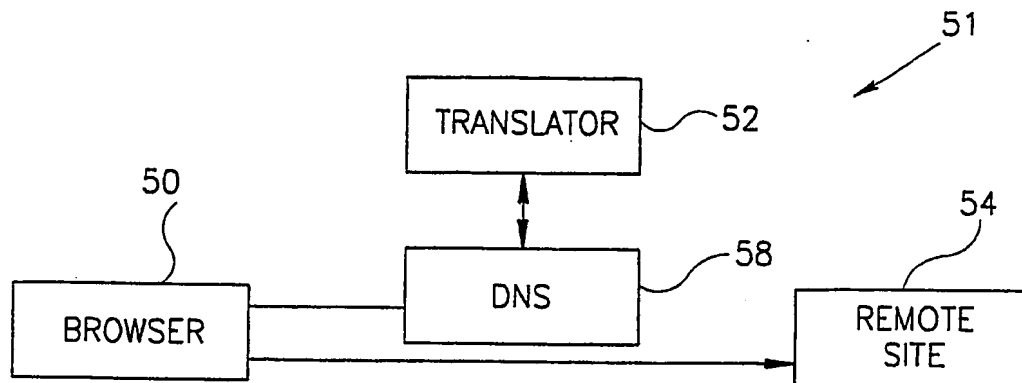 51
TRANSLATOR
52
50
54
58
DNS
BROWSER
REMOTE
SITE